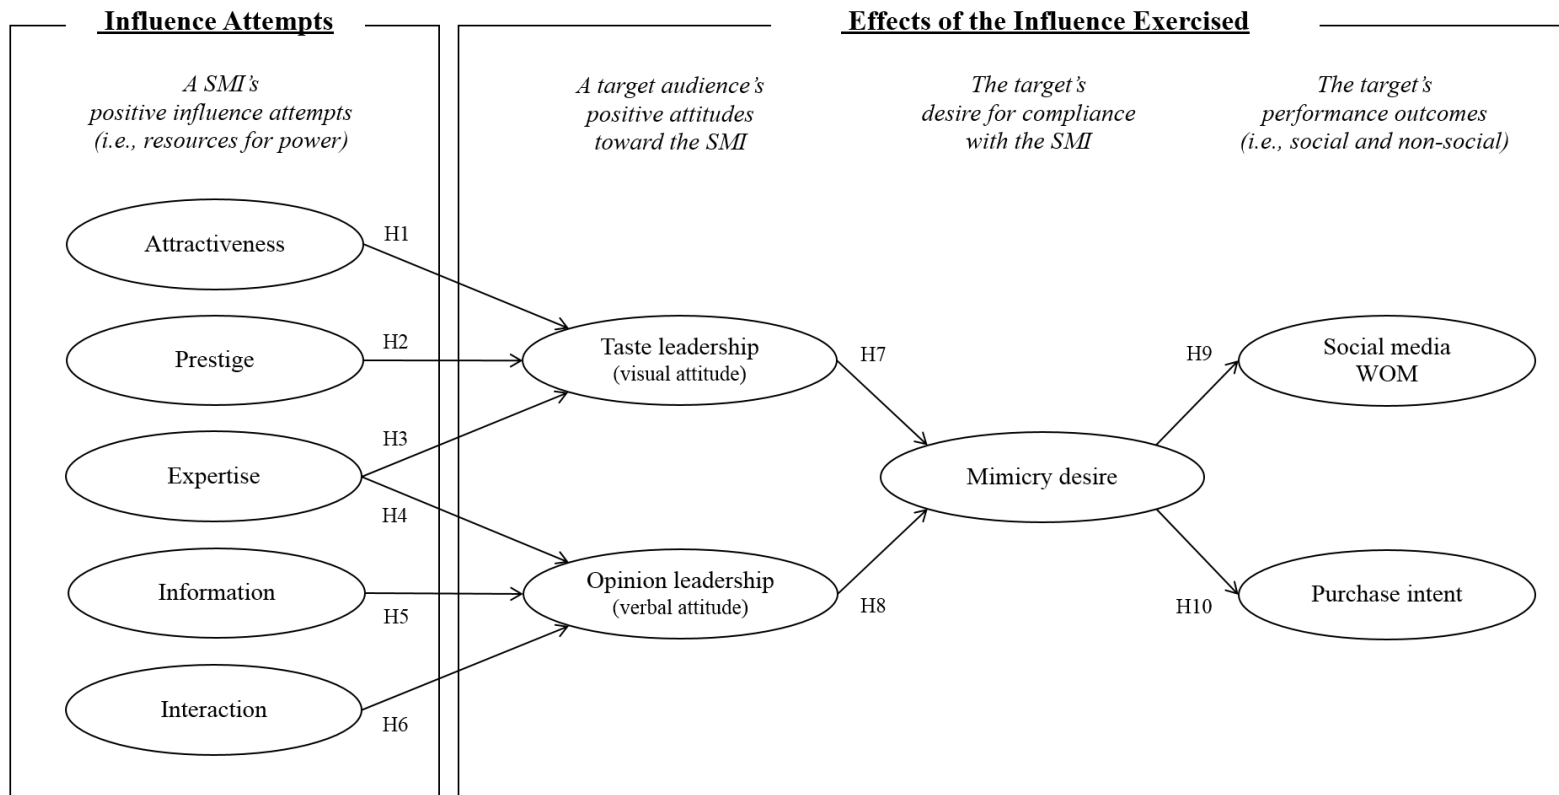 Influence Attempts
Effects of the Influence Exercised
A SMI’s
positive influence attempts
(i.e., resources for power)
A target audience’s
positive attitudes
toward the SMI
The target’s
desire for compliance
with the SMI
The target’s
performance outcomes
(i.e., social and non-social)
Attractiveness
H1
Prestige
H2
Expertise
H3
H4
Information
H5
Interaction
H6
Taste leadership
(visual attitude)
H7
Opinion leadership
(verbal attitude)
H8
Mimicry desire
H9
Social media
WOM
H10
Purchase intent